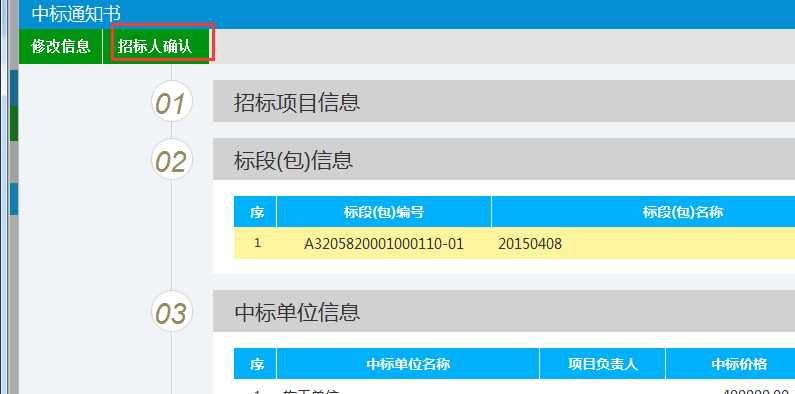 中标通知书
修改信息 招标人确认
01 招标项目信息
02 标段(包)信息
序 标段(包)编号 标段(包)名称
1 A3205820001000110-01 20150408
03 中标单位信息
序 中标单位名称 项目负责人 中标价格